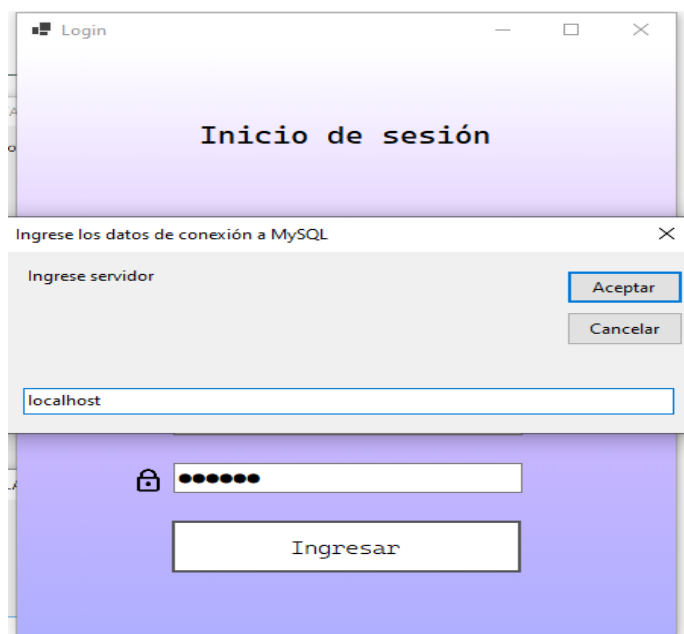 Login
Inicio de sesión
Ingrese los datos de conexión a MySQL
Ingrese servidor
Aceptar
Cancelar
localhost
●●●●●●
Ingresar